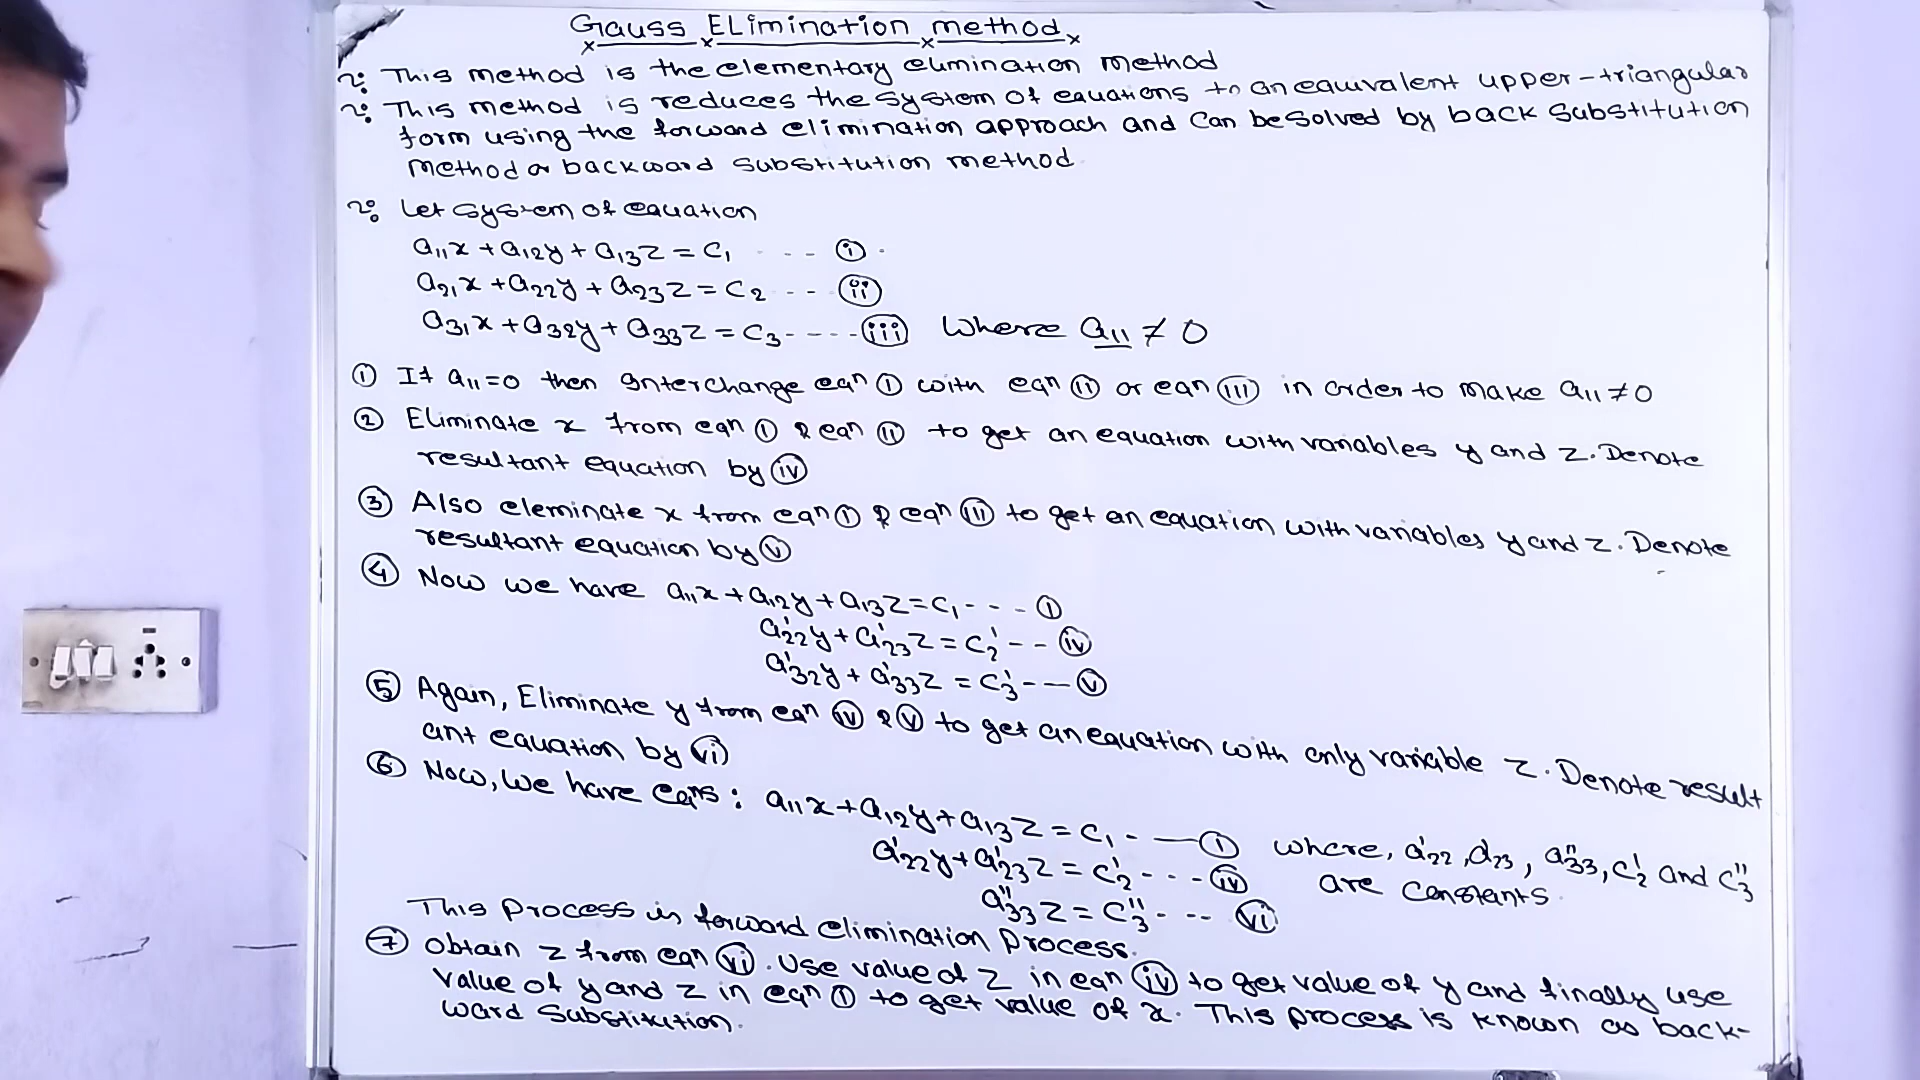 Gauss ELimination method
This method is the elementary elimination method
This method is reduces the system of equations to an equivalent upper-triangular
form using the forward elimination approach and can be solved by back substitution
method or backward substitution method
Let system of equation
a₁₁x + a₁₂y + a₁₃z = c₁ --- (i)
a₂₁x + a₂₂y + a₂₃z = c₂ --- (ii)
a₃₁x + a₃₂y + a₃₃z = c₃ ----- (iii) Where a₁₁ ≠ 0
① If a₁₁=0 then interchange eqn (i) with eqn (ii) or eqn (iii) in order to make a₁₁≠0
② Eliminate x from eqn (i) & eqn (ii) to get an equation with variables y and z. Denote
resultant equation by (iv)
③ Also eleminate x from eqn (i) & eqn (iii) to get an equation with variables y and z. Denote
resultant equation by (v)
④ Now we have a₁₁x + a₁₂y + a₁₃z = c₁ --- (i)
a'₂₂y + a'₂₃z = c'₂ -- (iv)
a'₃₂y + a'₃₃z = c'₃ --- (v)
⑤ Again, Eliminate y from eqn (iv) & (v) to get an equation with only variable z. Denote result
ant equation by (vi)
⑥ Now, we have eqns: a₁₁x + a₁₂y + a₁₃z = c₁ -— (i) where, a'₂₂, a'₂₃, a''₃₃, c'₂ and c''₃
a'₂₂y + a'₂₃z = c'₂ --- (iv) are constants.
a''₃₃z = c''₃ --- (vi)
This process is forward elimination process.
⑦ obtain z from eqn (vi). Use value of z in eqn (iv) to get value of y and finally use
value of y and z in eqn (i) to get value of x. This process is known as back-
ward substitution.